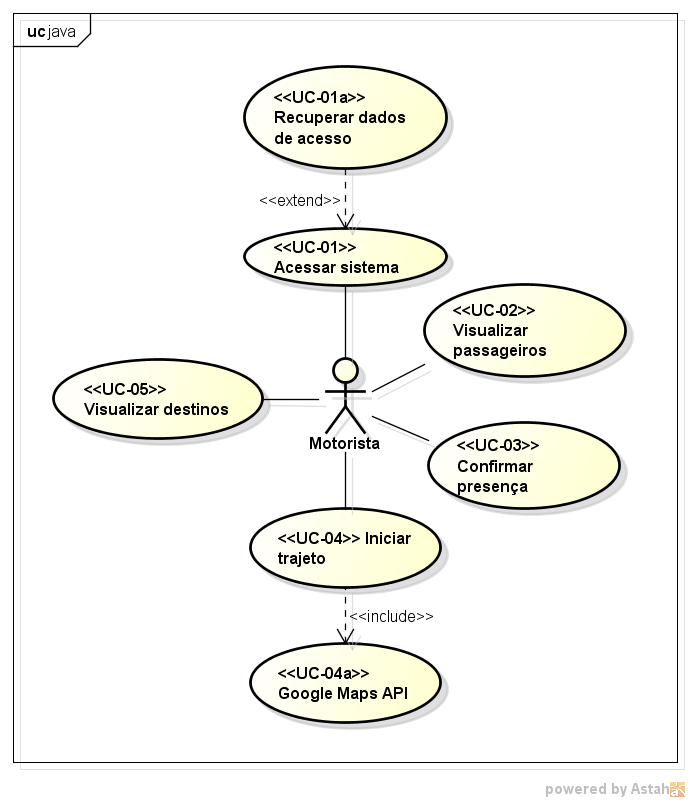 uc java
<<UC-01a>>
Recuperar dados
de acesso
<<extend>>
<<UC-01>>
Acessar sistema
<<UC-02>>
Visualizar
passageiros
<<UC-05>>
Visualizar destinos
Motorista
<<UC-03>>
Confirmar
presença
<<UC-04>> Iniciar
trajeto
<<include>>
<<UC-04a>>
Google Maps API
powered by Astah